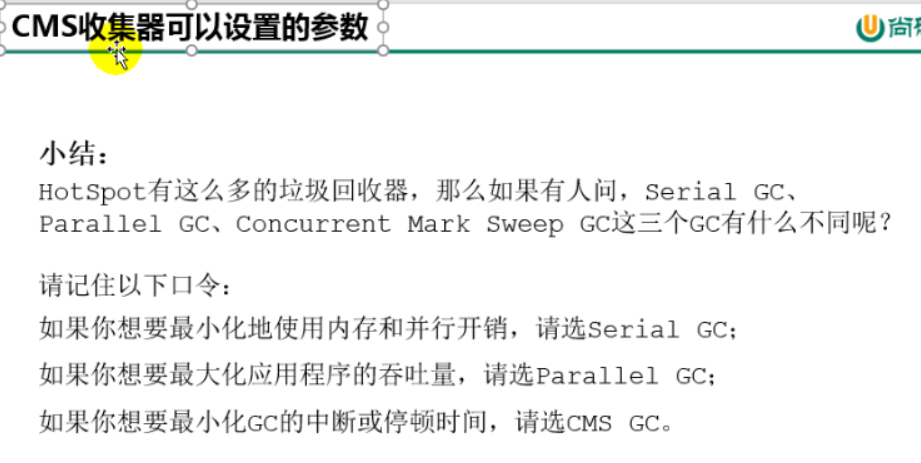 CMS收集器可以设置的参数
尚
小结：
HotSpot有这么多的垃圾回收器，那么如果有人问，Serial GC、
Parallel GC、Concurrent Mark Sweep GC这三个GC有什么不同呢？
请记住以下口令：
如果你想要最小化地使用内存和并行开销，请选Serial GC；
如果你想要最大化应用程序的吞吐量，请选Parallel GC；
如果你想要最小化GC的中断或停顿时间，请选CMS GC。